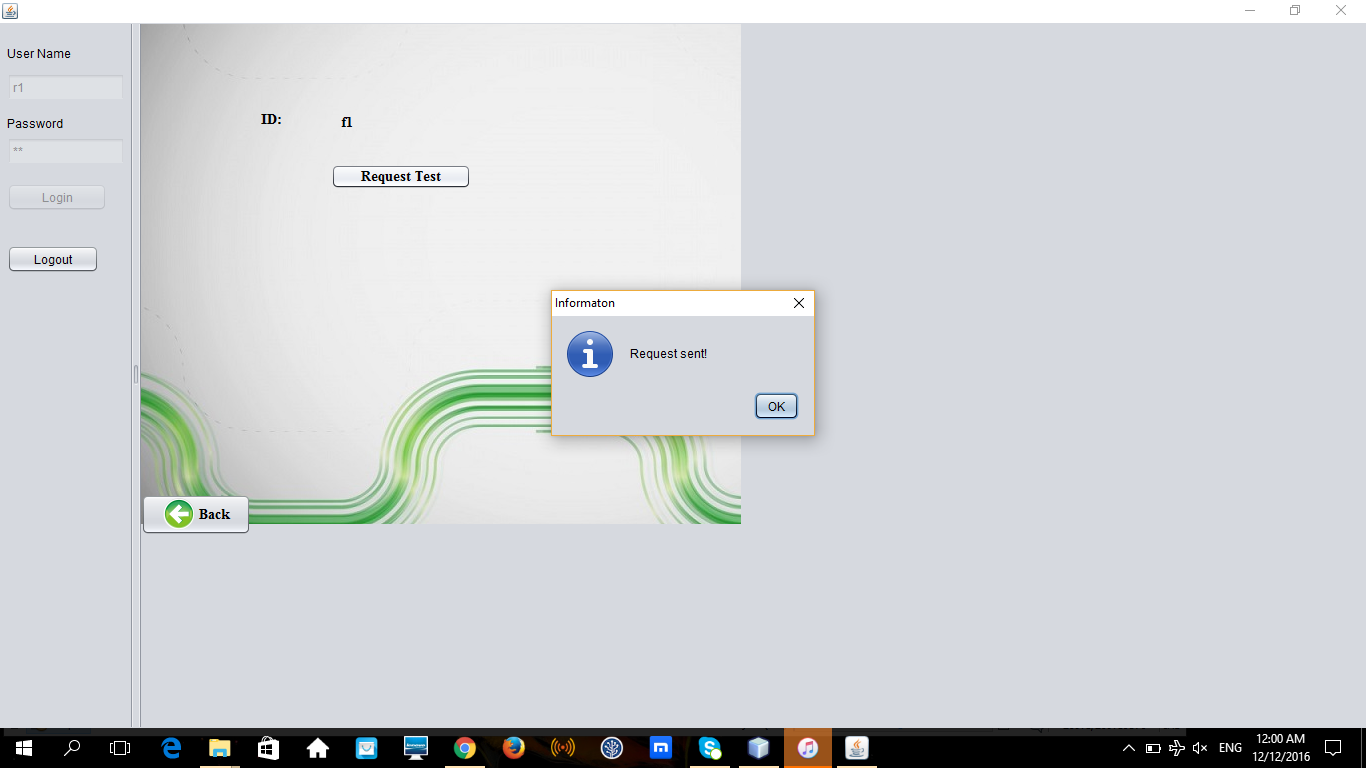 User Name
r1
Password
**
Login
Logout
ID:
f1
Request Test
Informaton
Request sent!
OK
Back
ENG
12:00 AM
12/12/2016